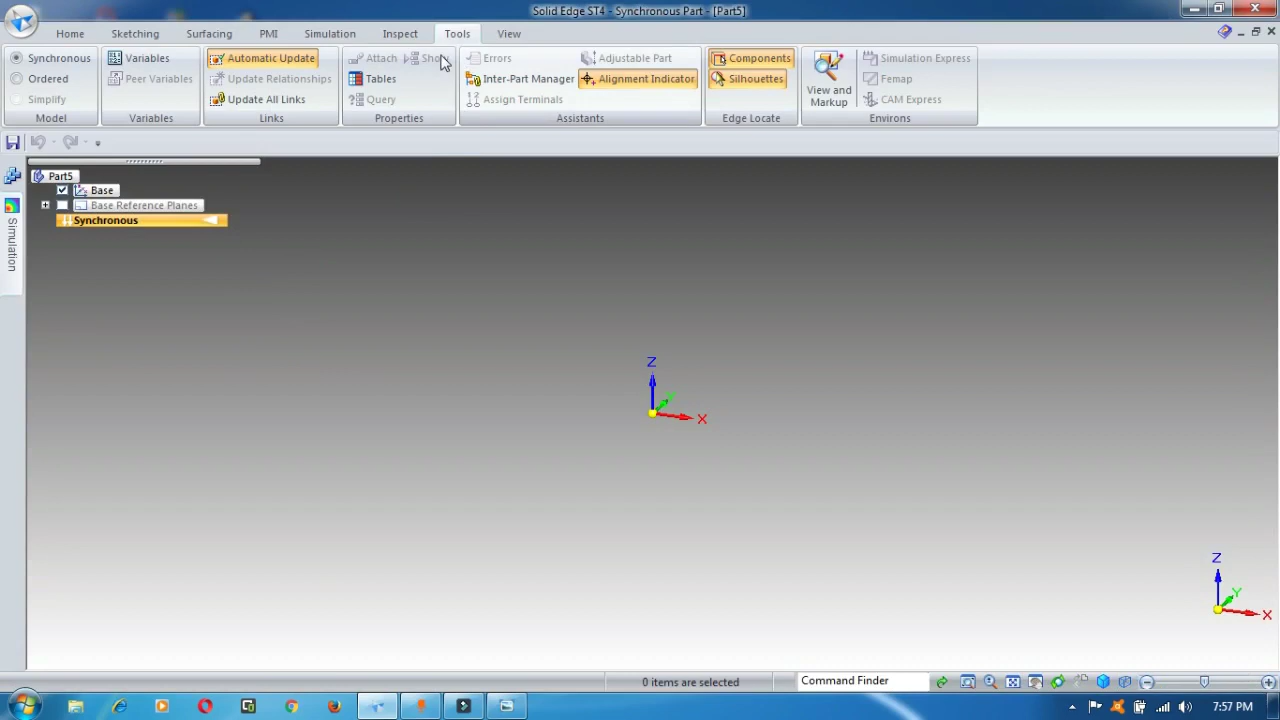 Solid Edge ST4 - Synchronous Part - [Part5]
Home Sketching Surfacing PMI Simulation Inspect Tools View
Synchronous Variables Automatic Update Attach Errors Adjustable Part Components Simulation Express
Ordered Peer Variables Update Relationships Tables Inter-Part Manager Alignment Indicator Silhouettes View and Markup Femap
Simplify Update All Links Query Assign Terminals CAM Express
Model Variables Links Properties Assistants Edge Locate Environs
Part5
Base
Base Reference Planes
Synchronous
Simulation
Z
Y
X
Z
Y
X
0 items are selected Command Finder
7:57 PM